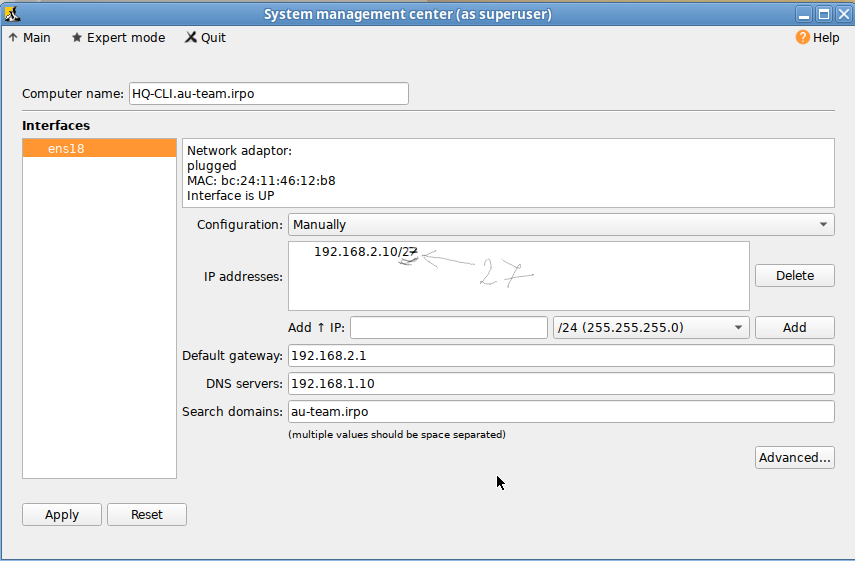 System management center (as superuser)
Main Expert mode Quit Help
Computer name: HQ-CLI.au-team.irpo
Interfaces
ens18
Network adaptor:
plugged
MAC: bc:24:11:46:12:b8
Interface is UP
Configuration: Manually
192.168.2.10/27
27
IP addresses:
Delete
Add ↑ IP: /24 (255.255.255.0) Add
Default gateway: 192.168.2.1
DNS servers: 192.168.1.10
Search domains: au-team.irpo
(multiple values should be space separated)
Advanced...
Apply Reset